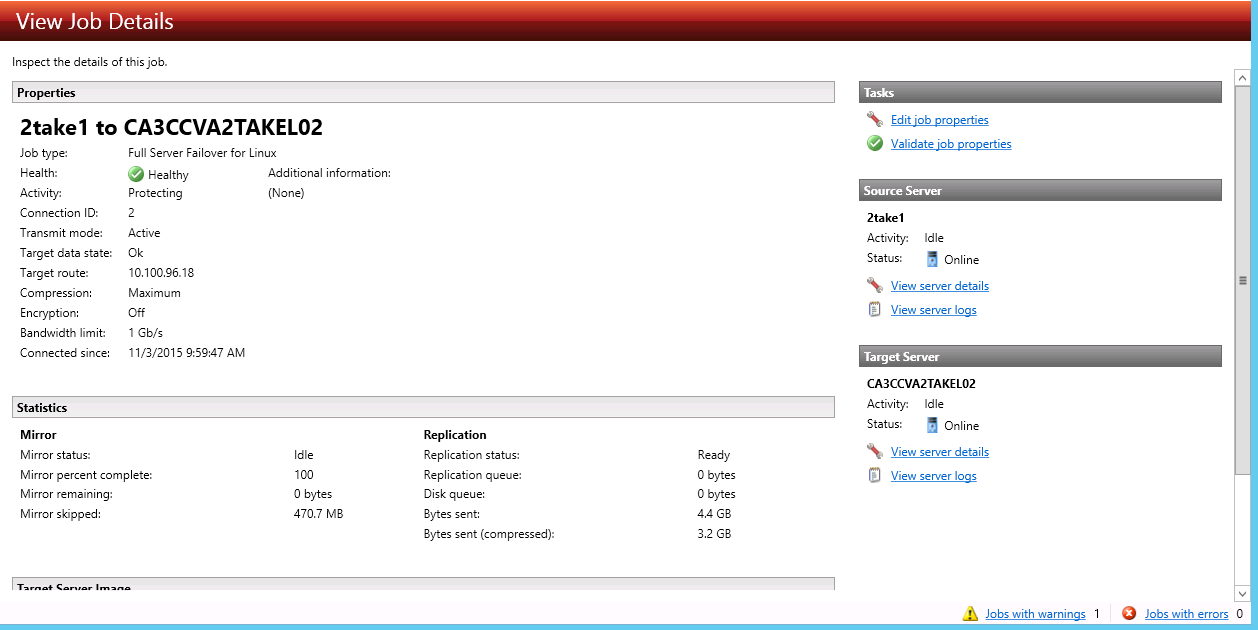 View Job Details
Inspect the details of this job.
Properties
2take1 to CA3CCVA2TAKEL02
Job type: Full Server Failover for Linux
Health: Healthy Additional information:
Activity: Protecting (None)
Connection ID: 2
Transmit mode: Active
Target data state: Ok
Target route: 10.100.96.18
Compression: Maximum
Encryption: Off
Bandwidth limit: 1 Gb/s
Connected since: 11/3/2015 9:59:47 AM
Statistics
Mirror
Mirror status: Idle
Mirror percent complete: 100
Mirror remaining: 0 bytes
Mirror skipped: 470.7 MB
Replication
Replication status: Ready
Replication queue: 0 bytes
Disk queue: 0 bytes
Bytes sent: 4.4 GB
Bytes sent (compressed): 3.2 GB
Target Server Image
Tasks
Edit job properties
Validate job properties
Source Server
2take1
Activity: Idle
Status: Online
View server details
View server logs
Target Server
CA3CCVA2TAKEL02
Activity: Idle
Status: Online
View server details
View server logs
Jobs with warnings 1 Jobs with errors 0